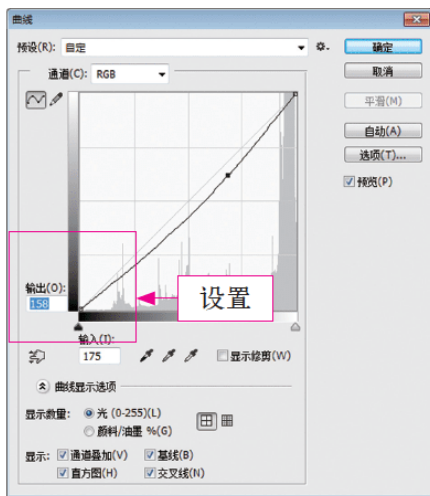 曲线
预设(R): 自定
确定
通道(C): RGB
取消
平滑(M)
自动(A)
选项(T)...
预览(P)
输出(O):
158
设置
输入(I):
175
显示修剪(W)
曲线显示选项
显示数量: 光 (0-255)(L)
颜料/油墨 %(G)
显示: 通道叠加(V) 基线(B)
直方图(H) 交叉线(N)